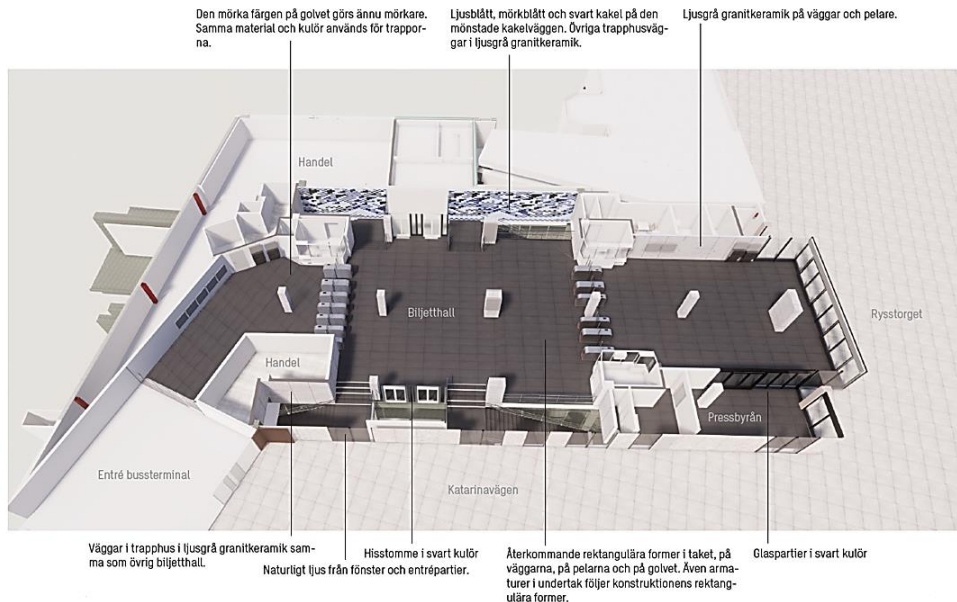 Den mörka färgen på golvet görs ännu mörkare.
Samma material och kulör används för trappor-
na.
Ljusblått, mörkblått och svart kakel på den
mönstade kakelväggen. Övriga trapphusväg-
gar i ljusgrå granitkeramik.
Ljusgrå granitkeramik på väggar och pelare.
Handel
Biljetthall
Rysstorget
Handel
Pressbyrån
Entré bussterminal
Katarinavägen
Väggar i trapphus i ljusgrå granitkeramik sam-
ma som övrig biljetthall.
Naturligt ljus från fönster och entrépartier.
Hisstomme i svart kulör
Återkommande rektangulära former i taket, på
väggarna, på pelarna och på golvet. Även arma-
turer i undertak följer konstruktionens rektang-
ulära former.
Glaspartier i svart kulör